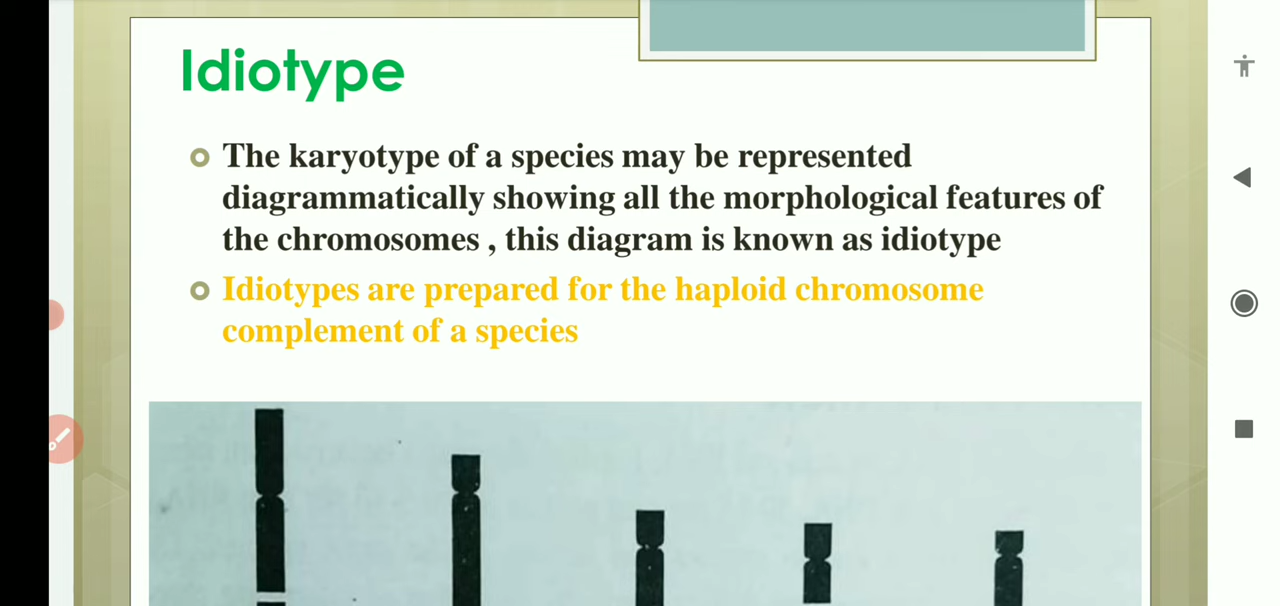 Idiotype
The karyotype of a species may be represented
diagrammatically showing all the morphological features of
the chromosomes , this diagram is known as idiotype
Idiotypes are prepared for the haploid chromosome
complement of a species